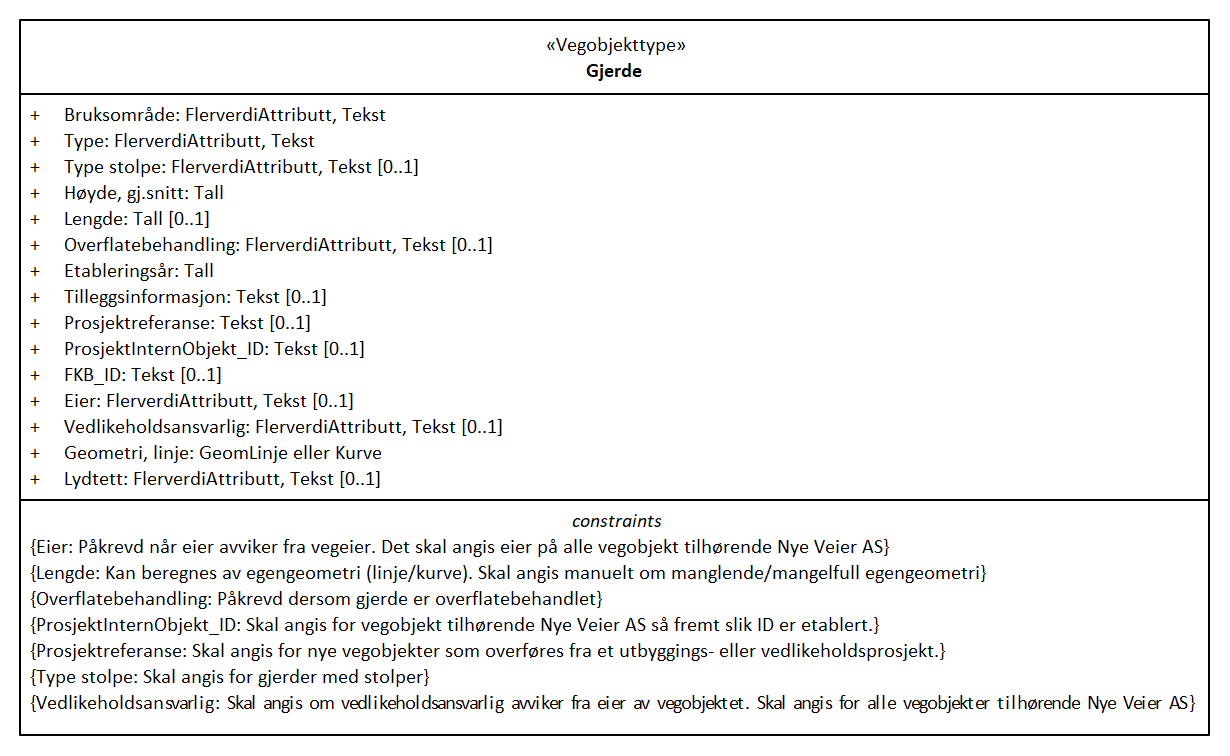 «Vegobjekttype»
Gjerde
+ Bruksområde: FlerverdiAttributt, Tekst
+ Type: FlerverdiAttributt, Tekst
+ Type stolpe: FlerverdiAttributt, Tekst [0..1]
+ Høyde, gj.snitt: Tall
+ Lengde: Tall [0..1]
+ Overflatebehandling: FlerverdiAttributt, Tekst [0..1]
+ Etableringsår: Tall
+ Tilleggsinformasjon: Tekst [0..1]
+ Prosjektreferanse: Tekst [0..1]
+ ProsjektInternObjekt_ID: Tekst [0..1]
+ FKB_ID: Tekst [0..1]
+ Eier: FlerverdiAttributt, Tekst [0..1]
+ Vedlikeholdsansvarlig: FlerverdiAttributt, Tekst [0..1]
+ Geometri, linje: GeomLinje eller Kurve
+ Lydtett: FlerverdiAttributt, Tekst [0..1]
constraints
{Eier: Påkrevd når eier avviker fra vegeier. Det skal angis eier på alle vegobjekt tilhørende Nye Veier AS}
{Lengde: Kan beregnes av egengeometri (linje/kurve). Skal angis manuelt om manglende/mangelfull egengeometri}
{Overflatebehandling: Påkrevd dersom gjerde er overflatebehandlet}
{ProsjektInternObjekt_ID: Skal angis for vegobjekt tilhørende Nye Veier AS så fremt slik ID er etablert.}
{Prosjektreferanse: Skal angis for nye vegobjekter som overføres fra et utbyggings- eller vedlikeholdsprosjekt.}
{Type stolpe: Skal angis for gjerder med stolper}
{Vedlikeholdsansvarlig: Skal angis om vedlikeholdsansvarlig avviker fra eier av vegobjektet. Skal angis for alle vegobjekter tilhørende Nye Veier AS}